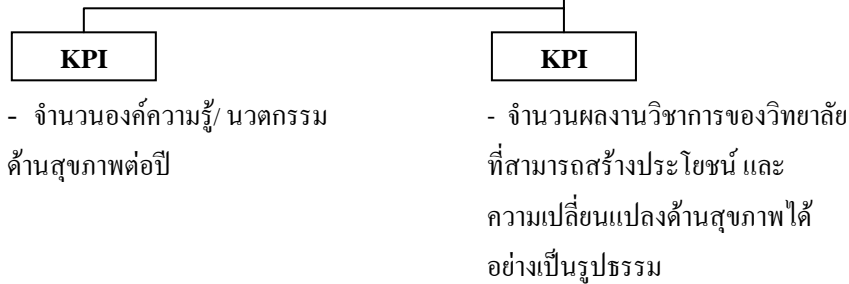 KPI
- จำนวนองค์ความรู้/ นวตกรรม
ด้านสุขภาพต่อปี
KPI
- จำนวนผลงานวิชาการของวิทยาลัย
ที่สามารถสร้างประโยชน์ และ
ความเปลี่ยนแปลงด้านสุขภาพได้
อย่างเป็นรูปธรรม